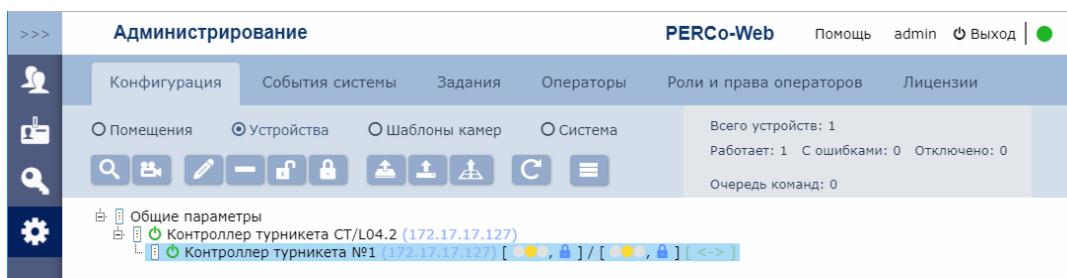 >>> Администрирование PERCo-Web Помощь admin Выход
Конфигурация События системы Задания Операторы Роли и права операторов Лицензии
Помещения Устройства Шаблоны камер Система
Всего устройств: 1
Работает: 1 С ошибками: 0 Отключено: 0
Очередь команд: 0
Общие параметры
Контроллер турникета CT/L04.2 (172.17.17.127)
Контроллер турникета №1 (172.17.17.127) [ , ] / [ , ] [ <-> ]